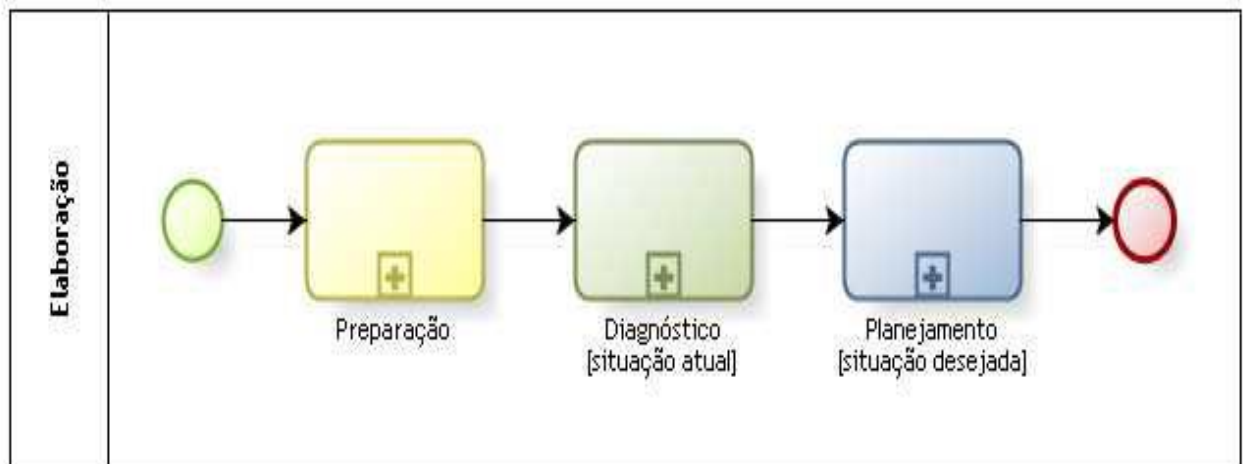 Elaboração
Preparação
Diagnóstico
[situação atual]
Planejamento
[situação desejada]